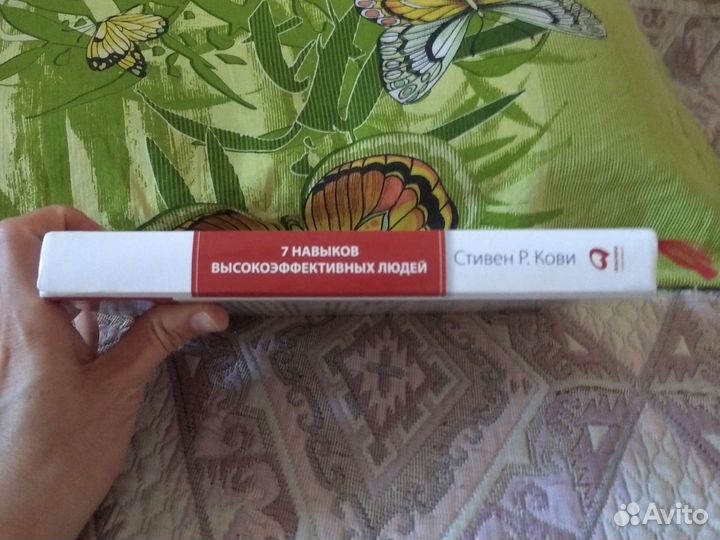 7 НАВЫКОВ
ВЫСОКОЭФФЕКТИВНЫХ ЛЮДЕЙ
Стивен Р. Кови
Avito